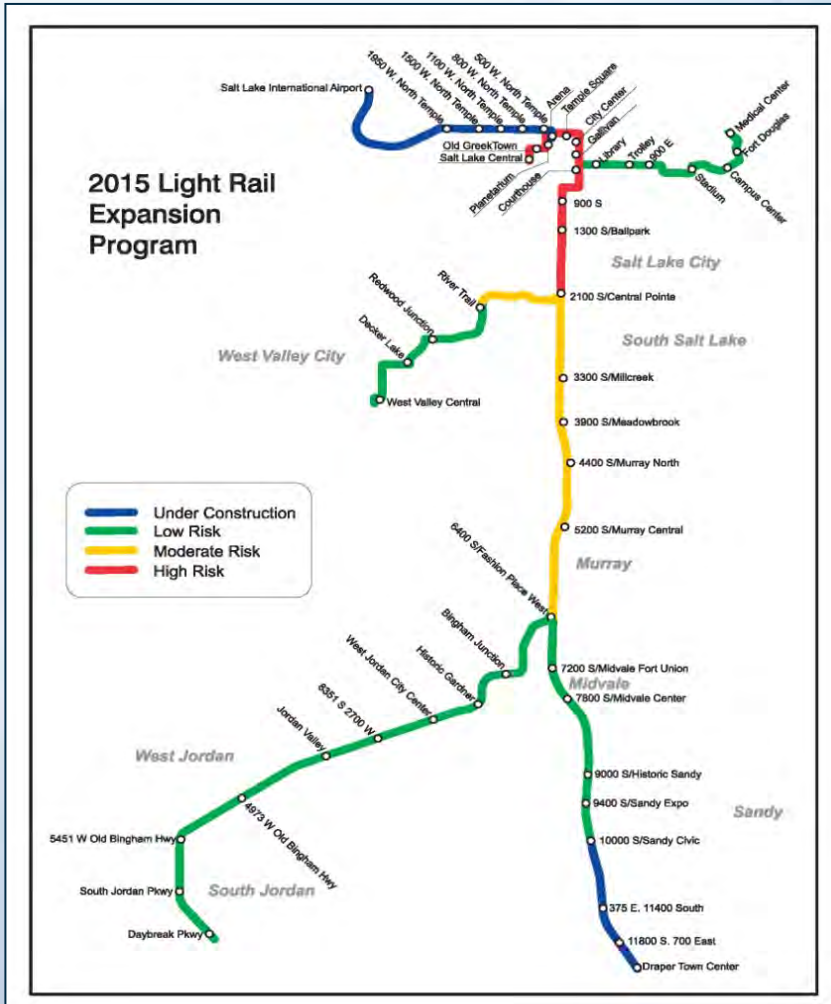 1950 W. North Temple
1500 W. North Temple
1100 W. North Temple
800 W. North Temple
500 W. North Temple
Arena
Temple Square
City Center
Gallivan
Salt Lake International Airport
Old GreekTown
Salt Lake Central
Planetarium
Courthouse
Library
Trolley
900 E
Stadium
Medical Center
Fort Douglas
Campus Center
2015 Light Rail
Expansion
Program
900 S
1300 S/Ballpark
Salt Lake City
2100 S/Central Pointe
River Trail
Redwood Junction
Decker Lake
West Valley City
West Valley Central
South Salt Lake
3300 S/Millcreek
3900 S/Meadowbrook
4400 S/Murray North
5200 S/Murray Central
Under Construction
Low Risk
Moderate Risk
High Risk
Murray
6400 S/Fashion Place West
Bingham Junction
Historic Gardner
West Jordan City Center
8351 S 2700 W
Jordan Valley
7200 S/Midvale Fort Union
Midvale
7800 S/Midvale Center
West Jordan
9000 S/Historic Sandy
9400 S/Sandy Expo
Sandy
10000 S/Sandy Civic
4973 W Old Bingham Hwy
5451 W Old Bingham Hwy
South Jordan Pkwy
South Jordan
Daybreak Pkwy
375 E. 11400 South
11800 S. 700 East
Draper Town Center